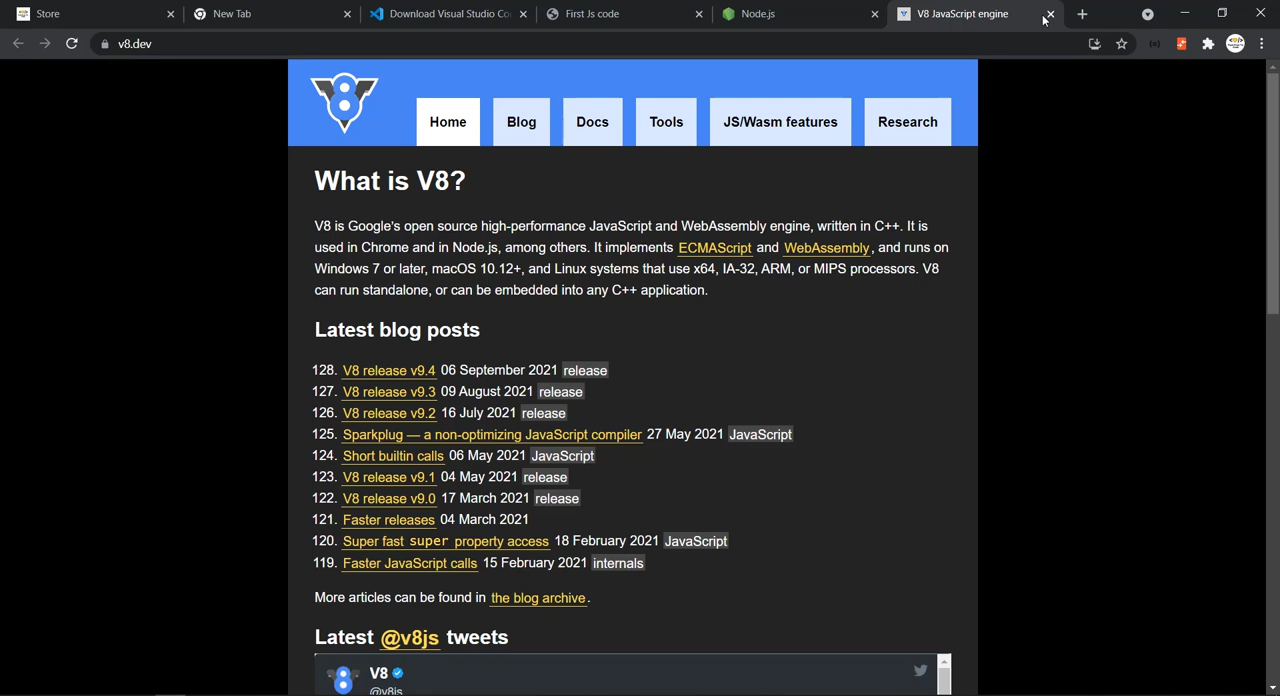 Store
New Tab
Download Visual Studio Co
First Js code
Node.js
V8 JavaScript engine
v8.dev
Home
Blog
Docs
Tools
JS/Wasm features
Research
What is V8?
V8 is Google's open source high-performance JavaScript and WebAssembly engine, written in C++. It is
used in Chrome and in Node.js, among others. It implements ECMAScript and WebAssembly, and runs on
Windows 7 or later, macOS 10.12+, and Linux systems that use x64, IA-32, ARM, or MIPS processors. V8
can run standalone, or can be embedded into any C++ application.
Latest blog posts
128. V8 release v9.4 06 September 2021 release
127. V8 release v9.3 09 August 2021 release
126. V8 release v9.2 16 July 2021 release
125. Sparkplug — a non-optimizing JavaScript compiler 27 May 2021 JavaScript
124. Short builtin calls 06 May 2021 JavaScript
123. V8 release v9.1 04 May 2021 release
122. V8 release v9.0 17 March 2021 release
121. Faster releases 04 March 2021
120. Super fast super property access 18 February 2021 JavaScript
119. Faster JavaScript calls 15 February 2021 internals
More articles can be found in the blog archive.
Latest @v8js tweets
V8
@v8js